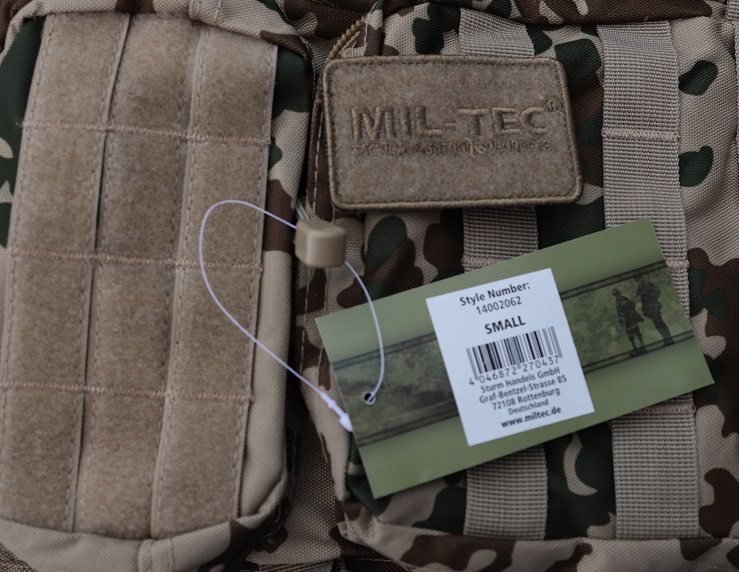 MIL-TEC®
Style Number:
14002062
SMALL
4 046872 270437
Sturm Handels GmbH
Graf-Bentzel-Strasse 85
72108 Rottenburg
Deutschland
www.miltec.de